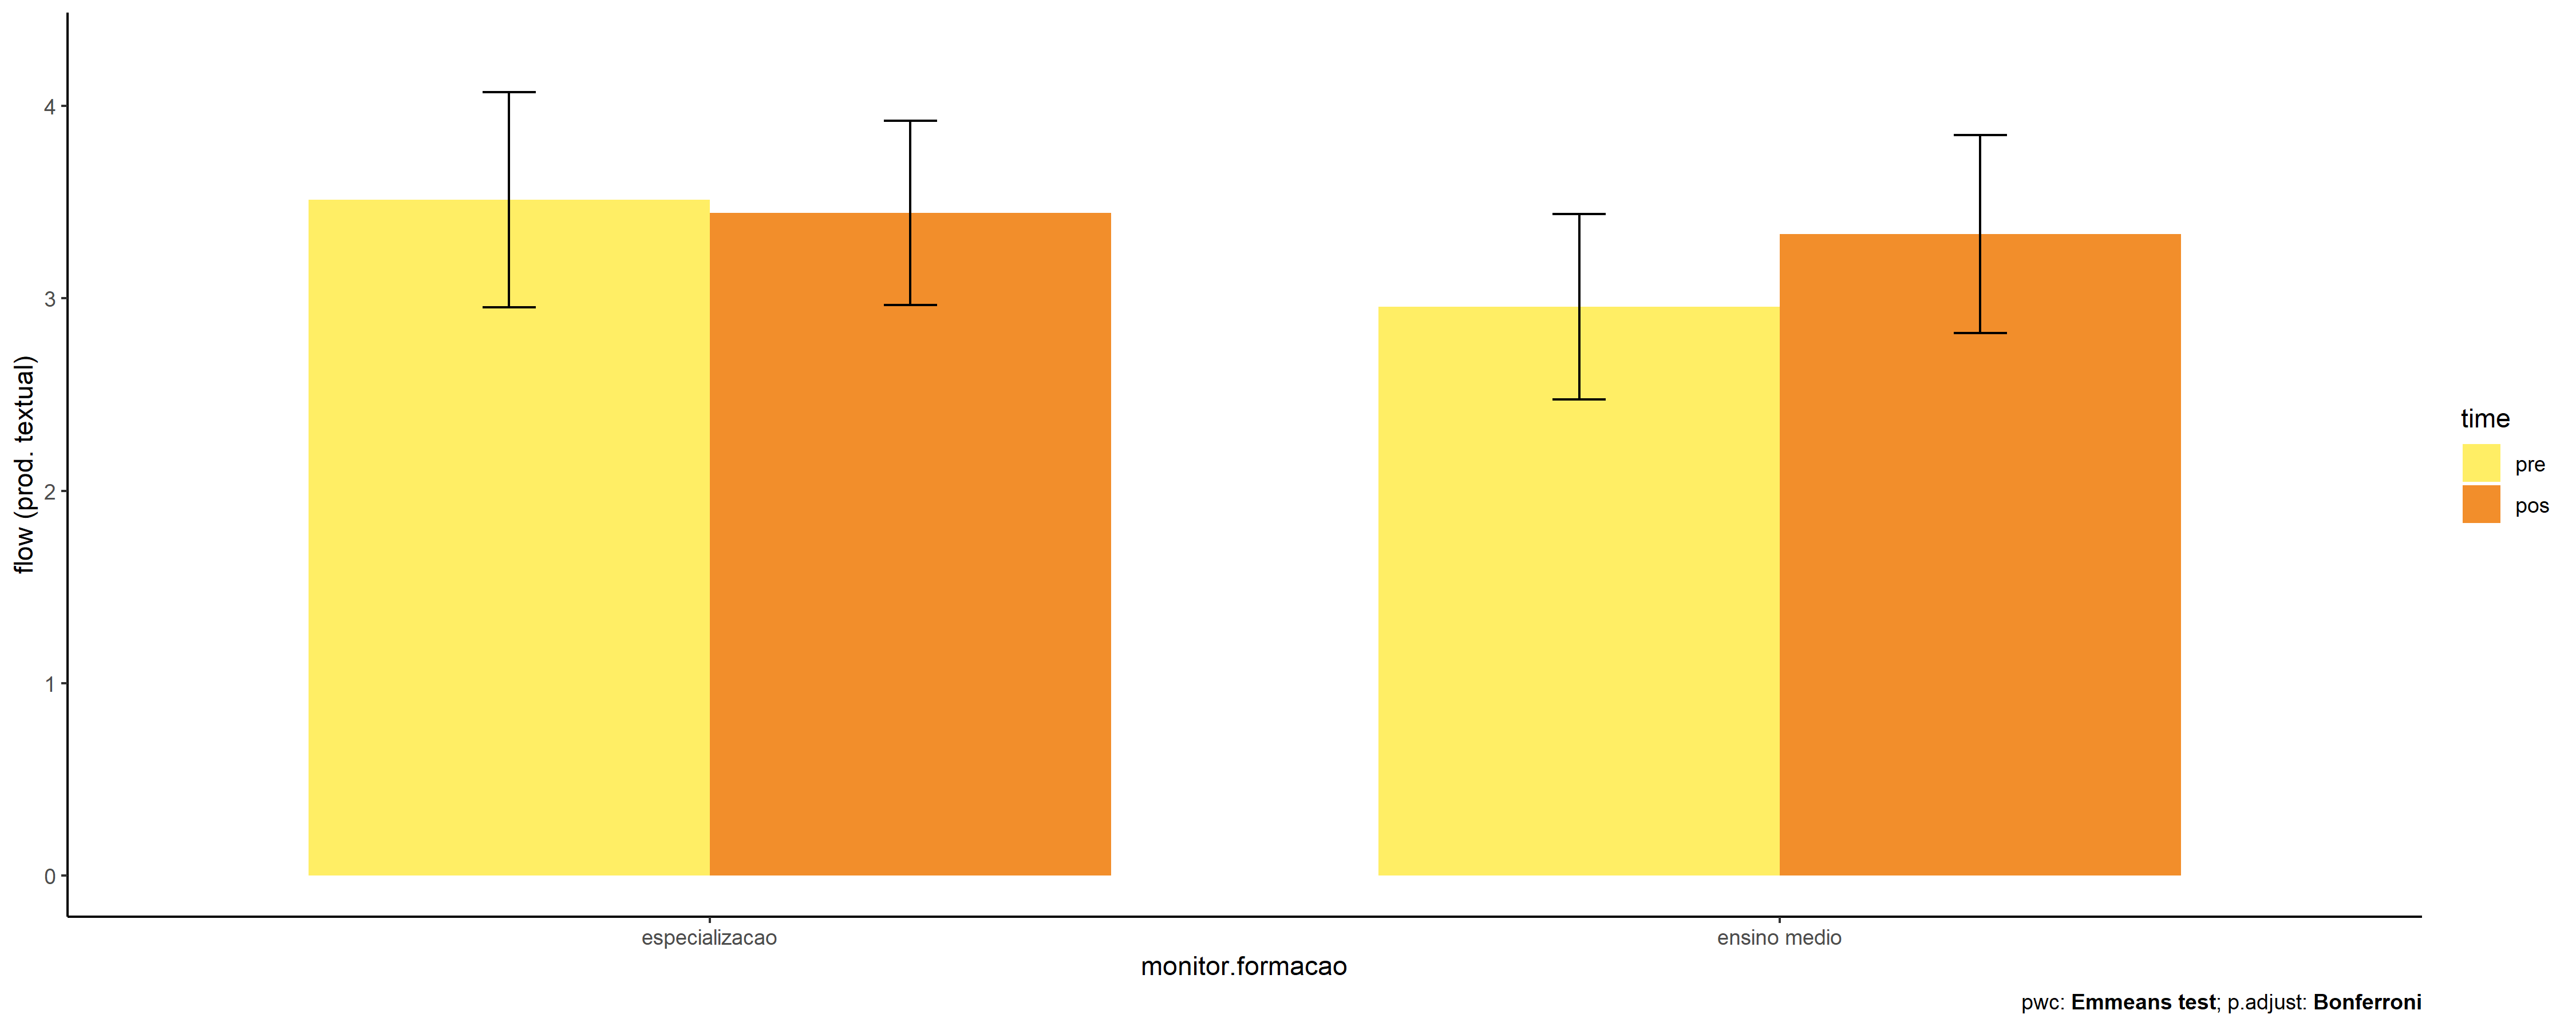 flow (prod. textual)
4
3
2
1
0
especializacao
ensino medio
monitor.formacao
time
pre
pos
pwc: Emmeans test; p.adjust: Bonferroni